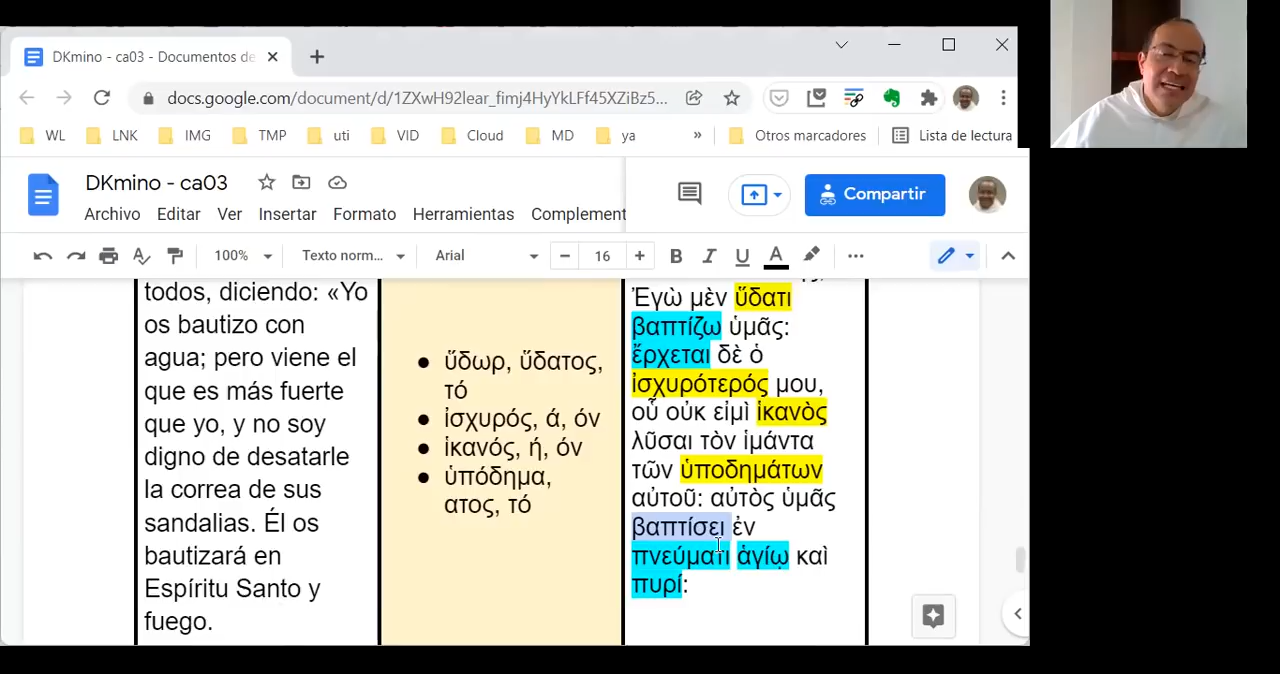 DKmino - ca03 - Documentos de
docs.google.com/document/d/1ZXwH92lear_fimj4HyYkLFf45XZiBz5...
WL LNK IMG TMP uti VID Cloud MD ya » Otros marcadores Lista de lectura
DKmino - ca03
Compartir
Archivo Editar Ver Insertar Formato Herramientas Complement
100% Texto norm... Arial 16 B I U A
todos, diciendo: «Yo
os bautizo con
agua; pero viene el
que es más fuerte
que yo, y no soy
digno de desatarle
la correa de sus
sandalias. Él os
bautizará en
Espíritu Santo y
fuego.
● ὕδωρ, ὕδατος,
τό
● ἰσχυρός, ά, όν
● ἱκανός, ή, όν
● ὑπόδημα,
ατος, τό
Ἐγὼ μὲν ὕδατι
βαπτίζω ὑμᾶς:
ἔρχεται δὲ ὁ
ἰσχυρότερός μου,
οὗ οὐκ εἰμὶ ἱκανὸς
λῦσαι τὸν ἱμάντα
τῶν ὑποδημάτων
αὐτοῦ: αὐτὸς ὑμᾶς
βαπτίσει ἐν
πνεύματι ἁγίῳ καὶ
πυρί: